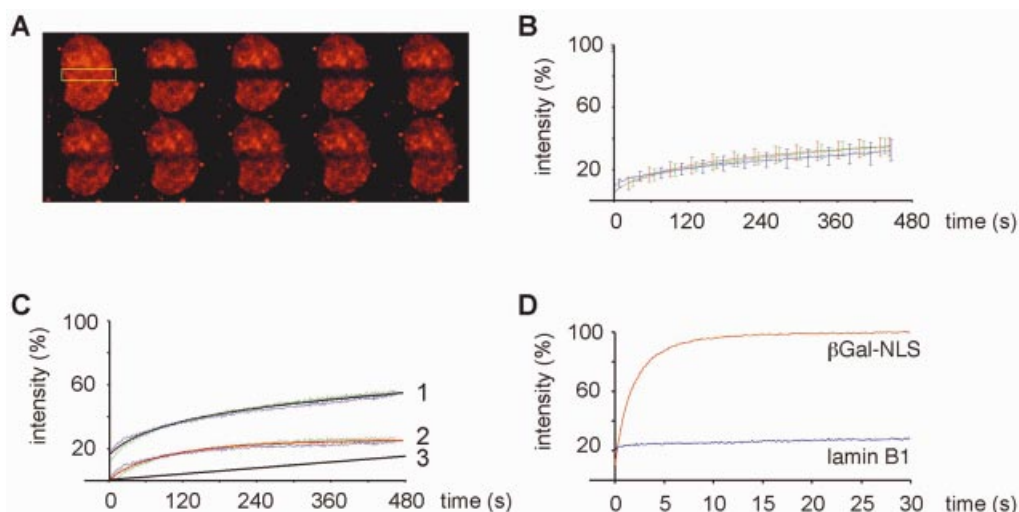 A
B
100
60
20
intensity (%)
0 120 240 360 480 time (s)
C
100
60
20
intensity (%)
1
2
3
0 120 240 360 480 time (s)
D
100
80
60
40
20
intensity (%)
βGal-NLS
lamin B1
0 5 10 15 20 25 30 time (s)